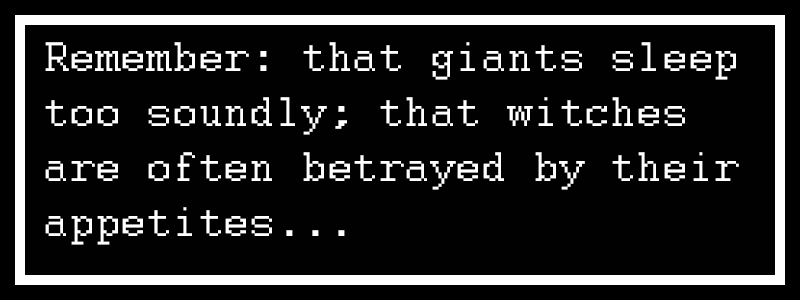 Remember: that giants sleep
too soundly; that witches
are often betrayed by their
appetites...